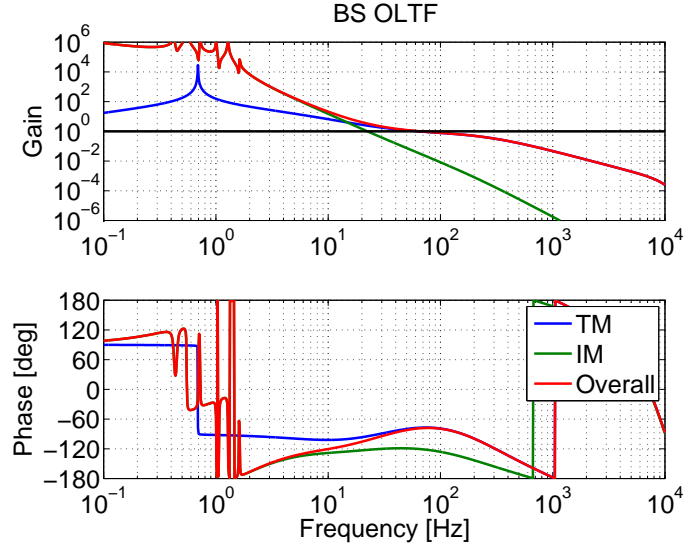 BS OLTF
Gain
10^6
10^4
10^2
10^0
10^−2
10^−4
10^−6
10^−1 10^0 10^1 10^2 10^3 10^4
Phase [deg]
180
120
60
0
−60
−120
−180
TM
IM
Overall
10^−1 10^0 10^1 10^2 10^3 10^4
Frequency [Hz]